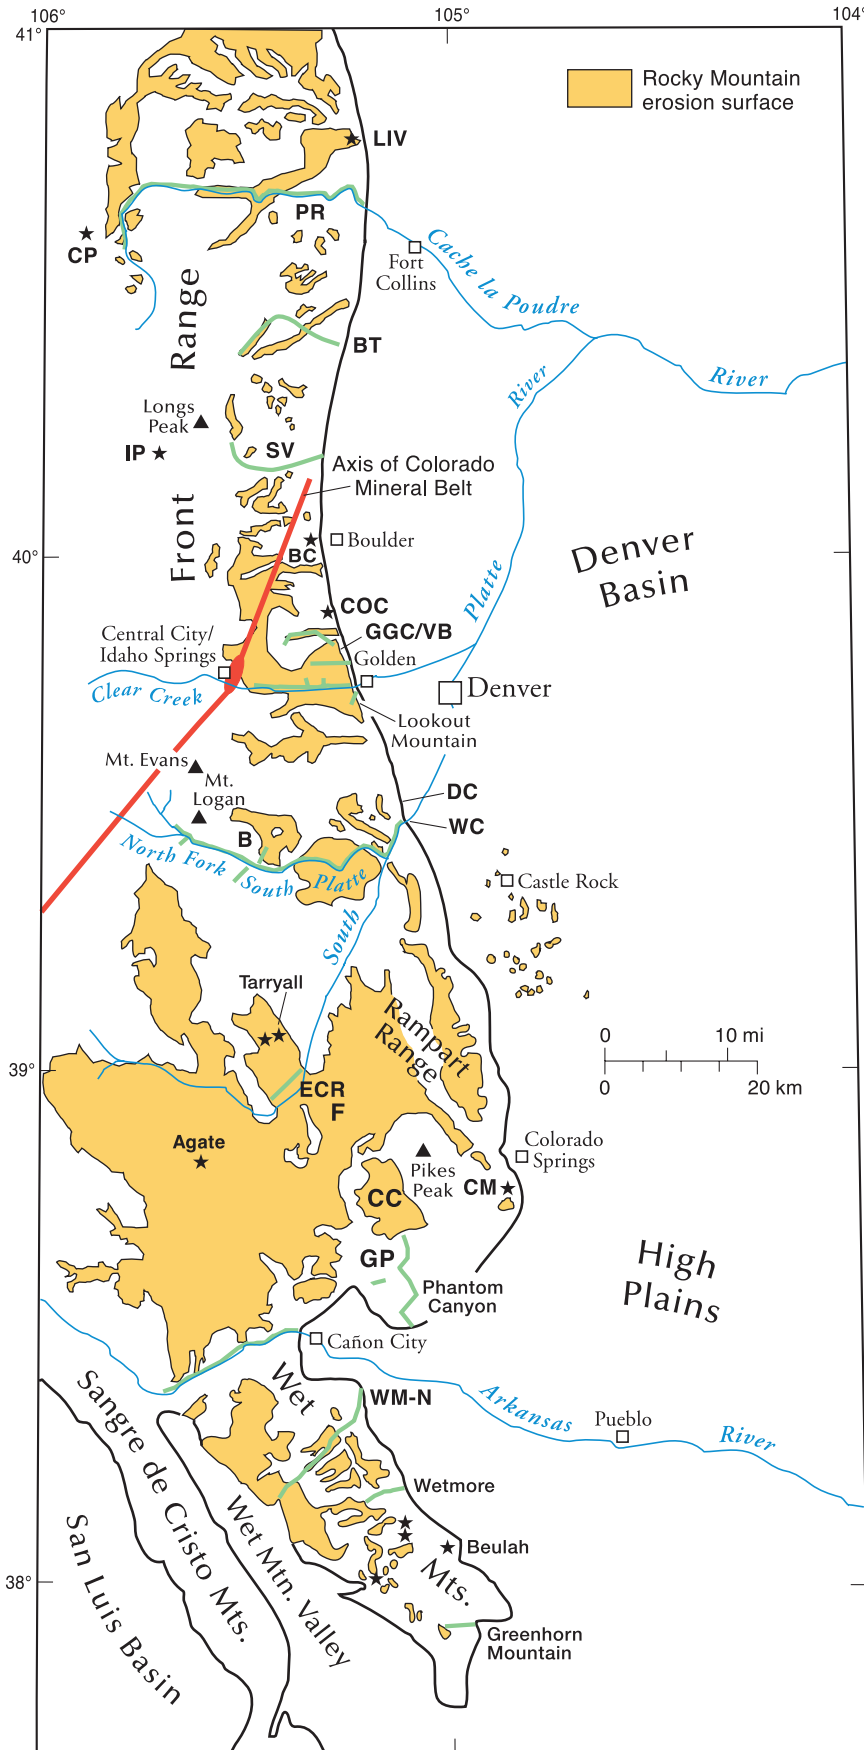 106°
105°
104°
41°
Rocky Mountain
erosion surface
LIV
PR
CP
Fort
Collins
Cache la Poudre
River
Range
BT
River
Longs
Peak
IP
SV
Axis of Colorado
Mineral Belt
Front
BC
Boulder
40°
Denver
Basin
Platte
COC
GGC/VB
Central City/
Idaho Springs
Golden
Clear Creek
Denver
Lookout
Mountain
Mt. Evans
Mt.
Logan
DC
WC
B
North Fork
South Platte
Castle Rock
South
Tarryall
Rampart
Range
0 10 mi
0 20 km
39°
ECR
F
Agate
Colorado
Springs
Pikes
Peak
CM
CC
GP
High
Plains
Phantom
Canyon
Cañon City
Wet
WM-N
Arkansas
Pueblo
River
Sangre de Cristo Mts.
Wetmore
Wet Mtn. Valley
Beulah
Mts.
San Luis Basin
38°
Greenhorn
Mountain